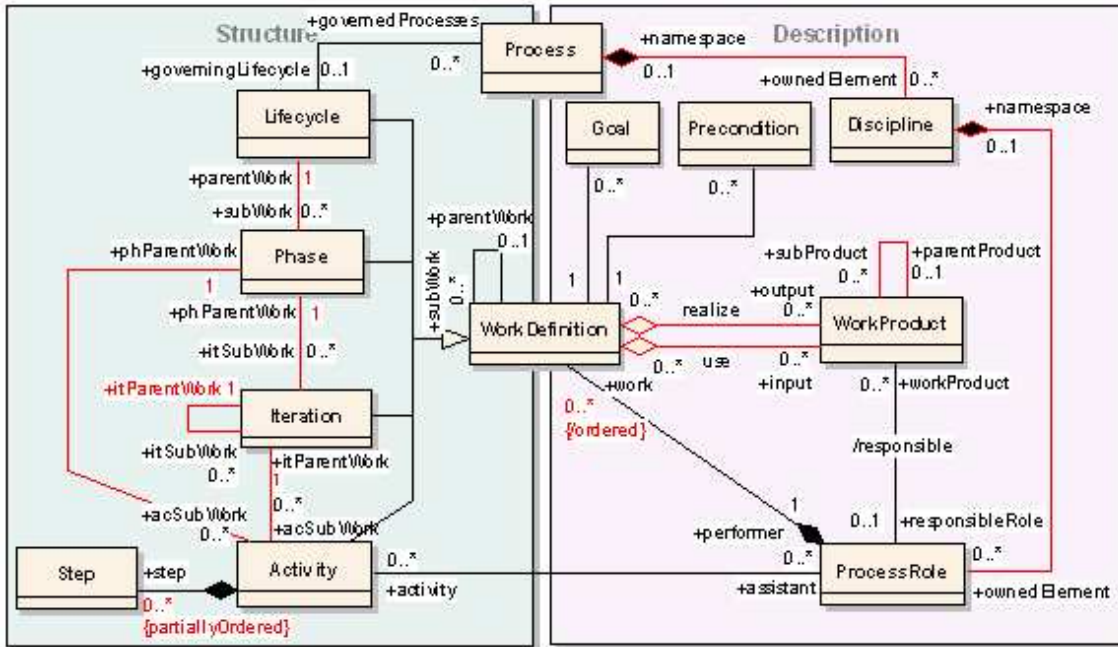 +governedProcesses
Structure
Process
+namespace
Description
0..*
0..1
+governingLifecycle
0..1
+ownedElement
0..*
+namespace
Lifecycle
Goal
Precondition
Discipline
0..1
+parentWork 1
0..*
0..*
+subWork 0..*
+parentWork
0..1
+phParentWork
Phase
+subProduct
0..*
+parentProduct
0..1
1
1
+phParentWork
+subWork
0..*
1
1
0..*
+output
0..*
realize
WorkDefinition
WorkProduct
+itSubWork
0..*
use
0..*
0..*
+input
+itParentWork 1
+work
0..*
+workProduct
Iteration
0..*
{/ordered}
+itSubWork
0..*
+itParentWork
1
/responsible
0..*
+acSubWork
0..*
+acSubWork
1
0..1
+responsibleRole
+performer
Step
+step
Activity
0..*
0..*
0..*
ProcessRole
0..*
{partiallyOrdered}
+activity
+assistant
+ownedElement